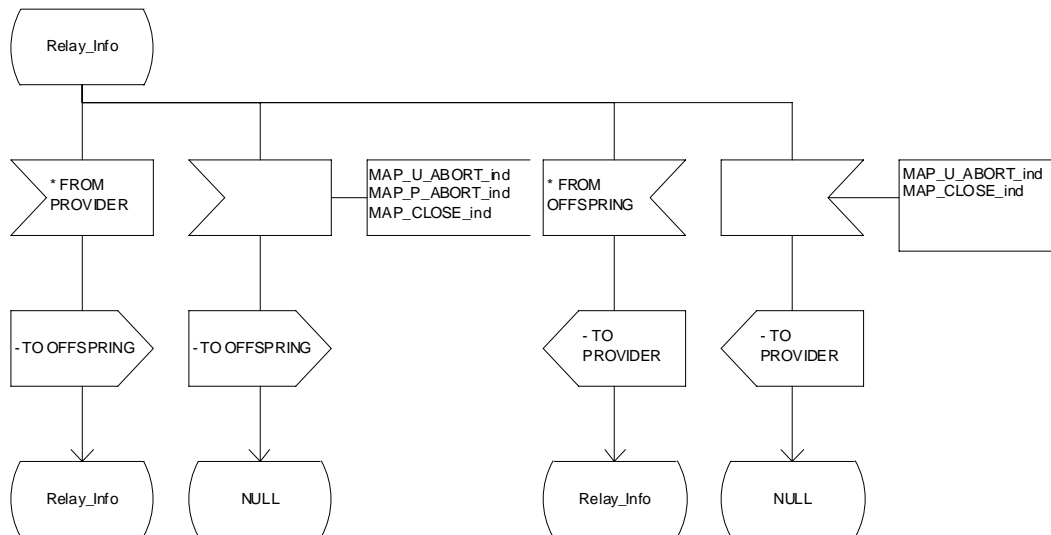 Relay_Info
* FROM
PROVIDER
MAP_U_ABORT_ind
MAP_P_ABORT_ind
MAP_CLOSE_ind
* FROM
OFFSPRING
MAP_U_ABORT_ind
MAP_CLOSE_ind
- TO OFFSPRING
- TO OFFSPRING
- TO
PROVIDER
- TO
PROVIDER
Relay_Info
NULL
Relay_Info
NULL